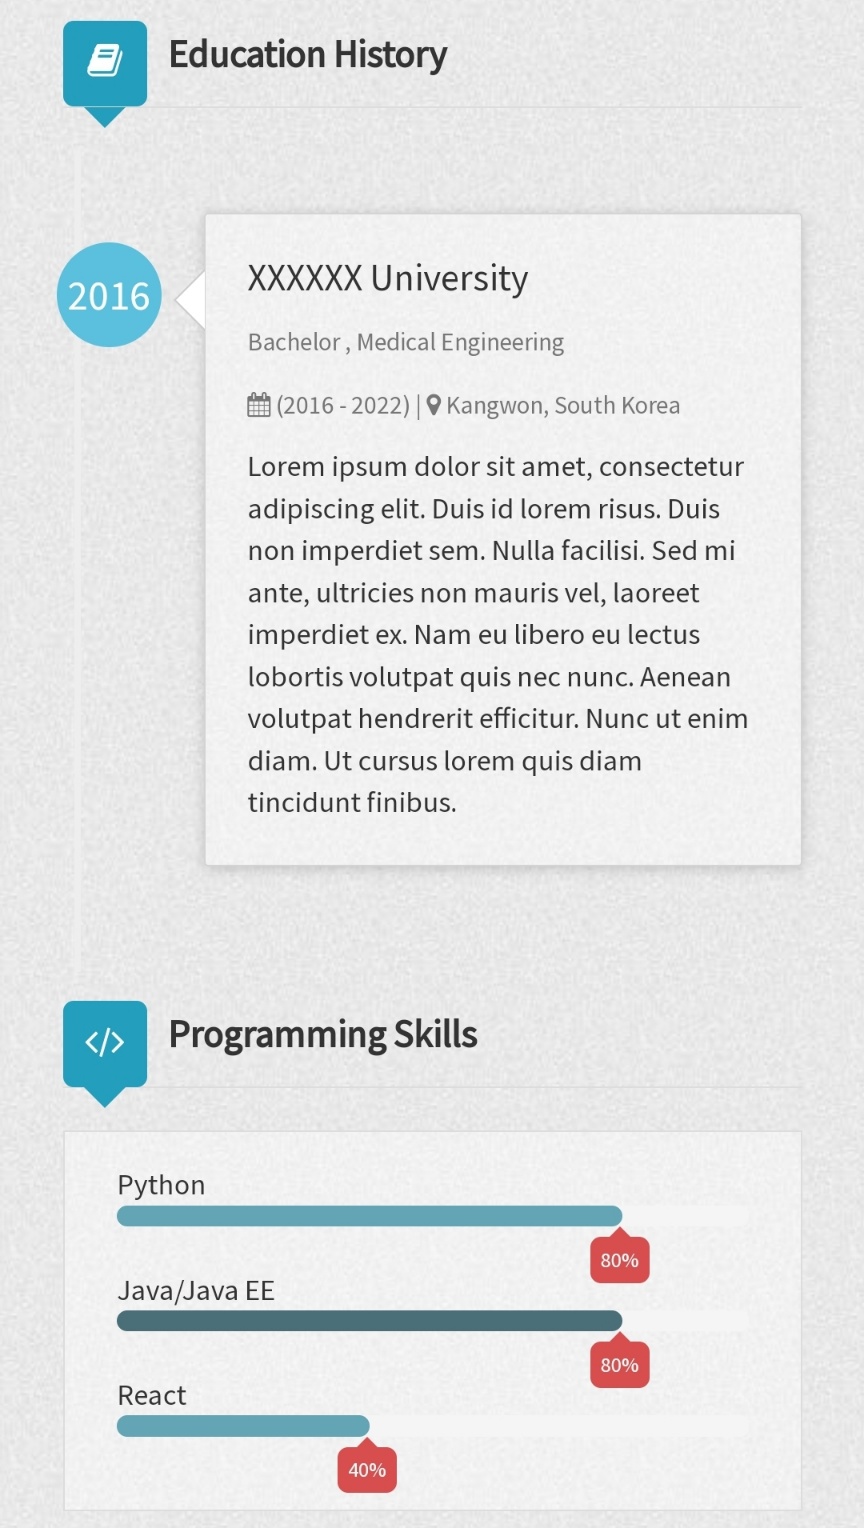 Education History
2016
XXXXXX University
Bachelor , Medical Engineering
(2016 - 2022) | Kangwon, South Korea
Lorem ipsum dolor sit amet, consectetur
adipiscing elit. Duis id lorem risus. Duis
non imperdiet sem. Nulla facilisi. Sed mi
ante, ultricies non mauris vel, laoreet
imperdiet ex. Nam eu libero eu lectus
lobortis volutpat quis nec nunc. Aenean
volutpat hendrerit efficitur. Nunc ut enim
diam. Ut cursus lorem quis diam
tincidunt finibus.
Programming Skills
Python
80%
Java/Java EE
80%
React
40%